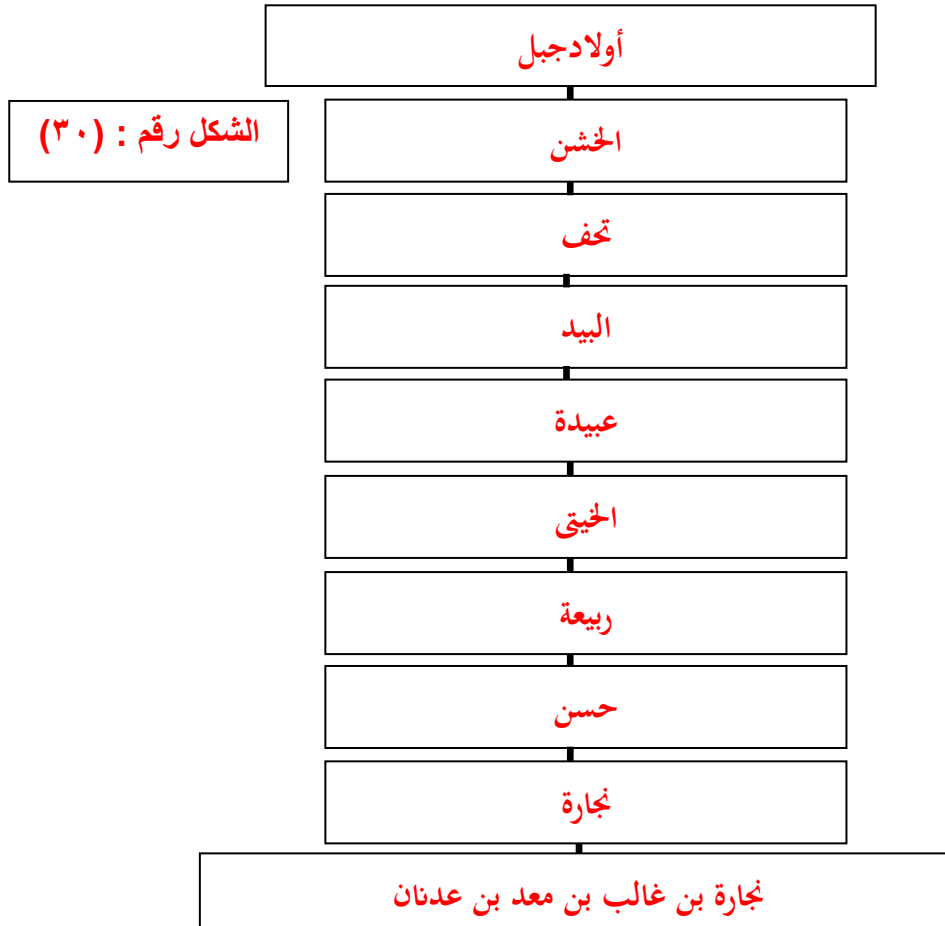 أولادجبل
الشكل رقم : (٣٠)
الخشن
تحف
البيد
عبيدة
الخيتى
ربيعة
حسن
نجارة
نجارة بن غالب بن معد بن عدنان